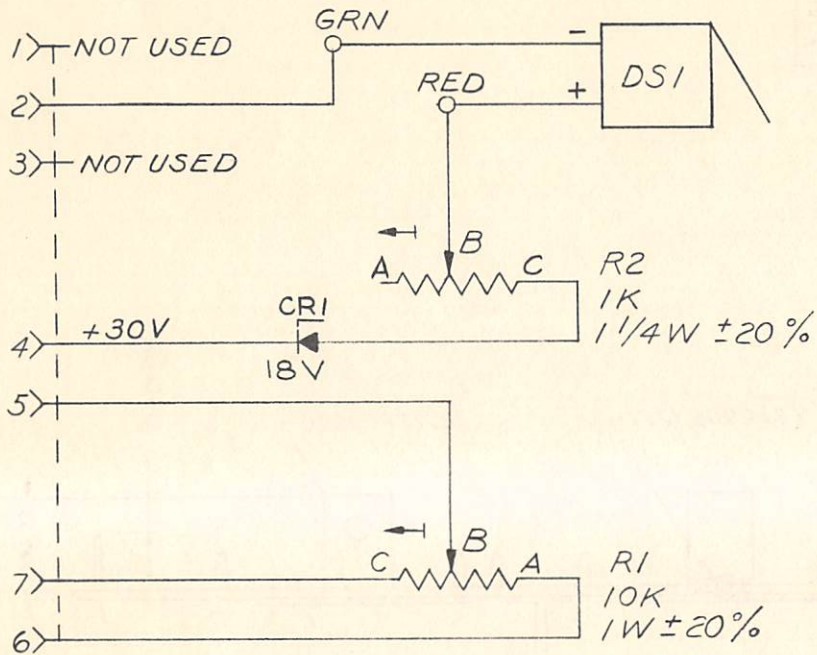 GRN
1 NOT USED
-
DS1
RED
2
+
3 NOT USED
B
A
C
R2
1K
1 1/4W ±20%
CR1
+30V
4
18V
5
B
C
A
R1
7
10K
1W ±20%
6